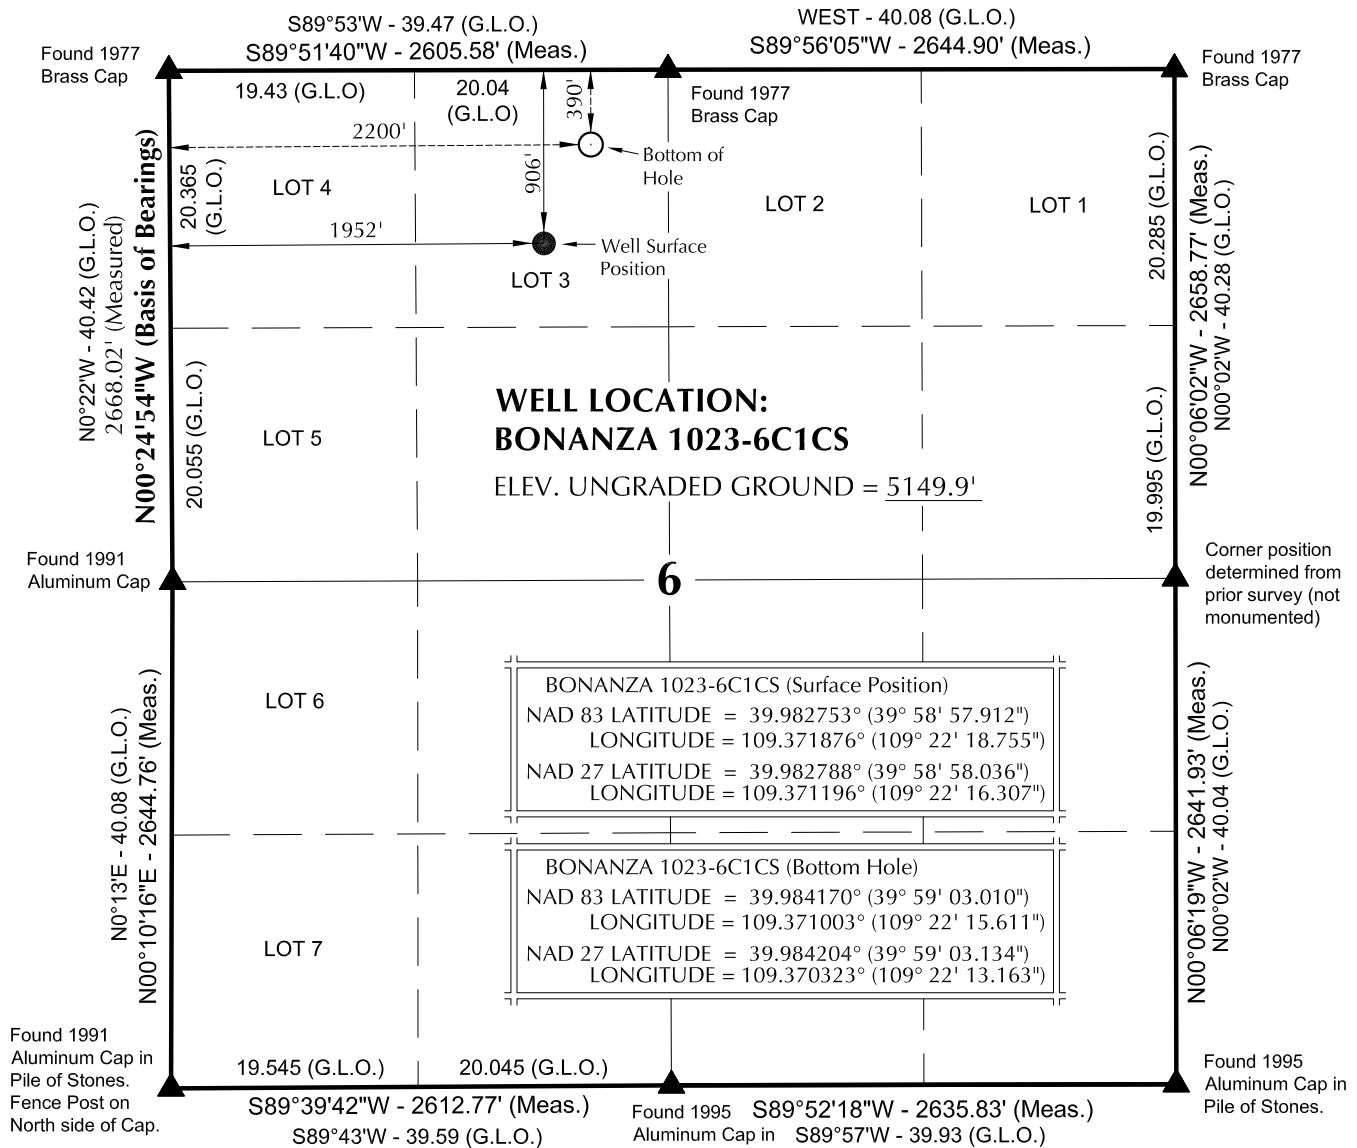 S89°53'W - 39.47 (G.L.O.)
S89°51'40"W - 2605.58' (Meas.)
WEST - 40.08 (G.L.O.)
S89°56'05"W - 2644.90' (Meas.)
Found 1977
Brass Cap
Found 1977
Brass Cap
Found 1977
Brass Cap
19.43 (G.L.O)
20.04
(G.L.O)
390'
2200'
906'
Bottom of
Hole
LOT 4
20.365
(G.L.O.)
LOT 2
LOT 1
1952'
Well Surface
Position
LOT 3
N0°22'W - 40.42 (G.L.O.)
2668.02' (Measured)
N00°24'54"W (Basis of Bearings)
20.285 (G.L.O.)
N00°06'02"W - 2658.77' (Meas.)
N00°02'W - 40.28 (G.L.O.)
20.055 (G.L.O.)
LOT 5
WELL LOCATION:
BONANZA 1023-6C1CS
ELEV. UNGRADED GROUND = 5149.9'
19.995 (G.L.O.)
Found 1991
Aluminum Cap
6
Corner position
determined from
prior survey (not
monumented)
LOT 6
BONANZA 1023-6C1CS (Surface Position)
NAD 83 LATITUDE = 39.982753° (39° 58' 57.912")
LONGITUDE = 109.371876° (109° 22' 18.755")
NAD 27 LATITUDE = 39.982788° (39° 58' 58.036")
LONGITUDE = 109.371196° (109° 22' 16.307")
N0°13'E - 40.08 (G.L.O.)
N00°10'16"E - 2644.76' (Meas.)
N00°06'19"W - 2641.93' (Meas.)
N00°02'W - 40.04 (G.L.O.)
BONANZA 1023-6C1CS (Bottom Hole)
NAD 83 LATITUDE = 39.984170° (39° 59' 03.010")
LONGITUDE = 109.371003° (109° 22' 15.611")
NAD 27 LATITUDE = 39.984204° (39° 59' 03.134")
LONGITUDE = 109.370323° (109° 22' 13.163")
LOT 7
Found 1991
Aluminum Cap in
Pile of Stones.
Fence Post on
North side of Cap.
19.545 (G.L.O.)
20.045 (G.L.O.)
S89°39'42"W - 2612.77' (Meas.)
S89°43'W - 39.59 (G.L.O.)
Found 1995
Aluminum Cap in
S89°52'18"W - 2635.83' (Meas.)
S89°57'W - 39.93 (G.L.O.)
Found 1995
Aluminum Cap in
Pile of Stones.